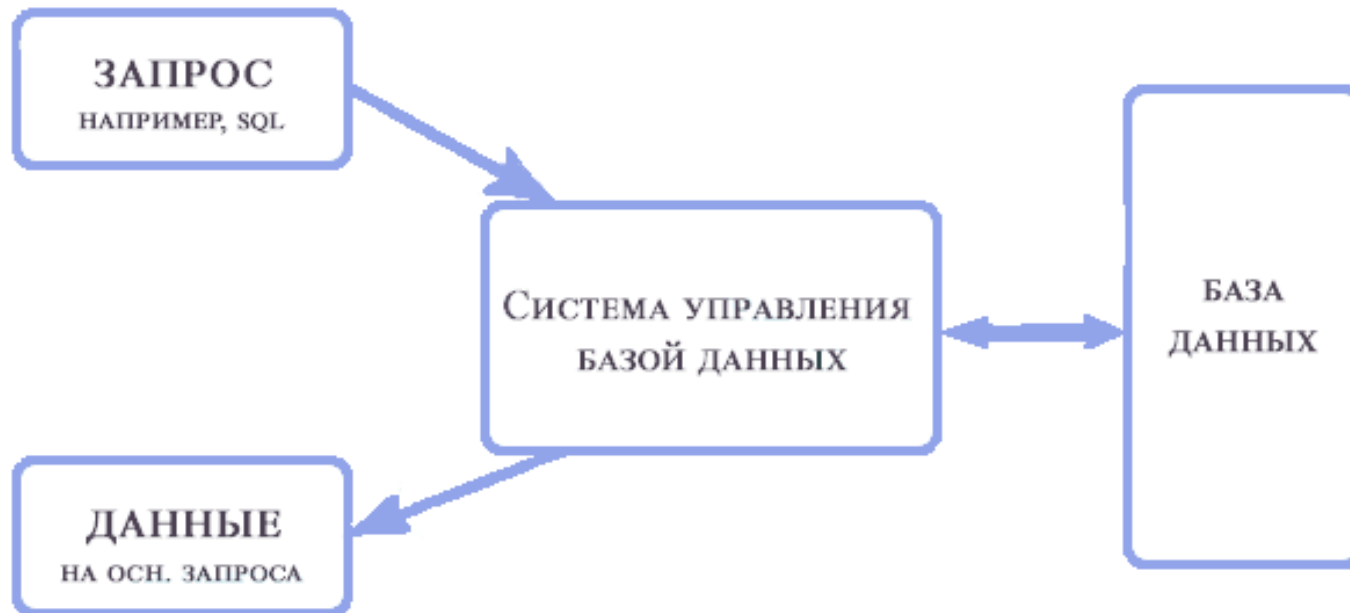 ЗАПРОС
НАПРИМЕР, SQL
СИСТЕМА УПРАВЛЕНИЯ
БАЗОЙ ДАННЫХ
БАЗА
ДАННЫХ
ДАННЫЕ
НА ОСН. ЗАПРОСА